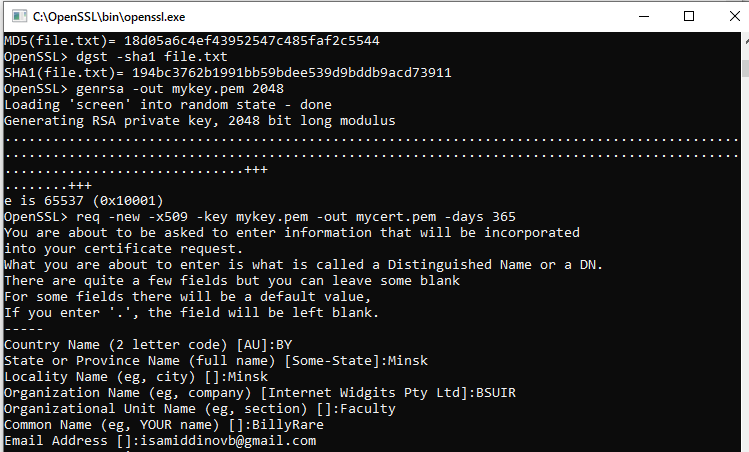 C:\OpenSSL\bin\openssl.exe
MD5(file.txt)= 18d05a6c4ef43952547c485faf2c5544
OpenSSL> dgst -sha1 file.txt
SHA1(file.txt)= 194bc3762b1991bb59bdee539d9bddb9acd73911
OpenSSL> genrsa -out mykey.pem 2048
Loading 'screen' into random state - done
Generating RSA private key, 2048 bit long modulus
............................................................................................
............................................................................................
..............................+++
........+++
e is 65537 (0x10001)
OpenSSL> req -new -x509 -key mykey.pem -out mycert.pem -days 365
You are about to be asked to enter information that will be incorporated
into your certificate request.
What you are about to enter is what is called a Distinguished Name or a DN.
There are quite a few fields but you can leave some blank
For some fields there will be a default value,
If you enter '.', the field will be left blank.
-----
Country Name (2 letter code) [AU]:BY
State or Province Name (full name) [Some-State]:Minsk
Locality Name (eg, city) []:Minsk
Organization Name (eg, company) [Internet Widgits Pty Ltd]:BSUIR
Organizational Unit Name (eg, section) []:Faculty
Common Name (eg, YOUR name) []:BillyRare
Email Address []:isamiddinovb@gmail.com